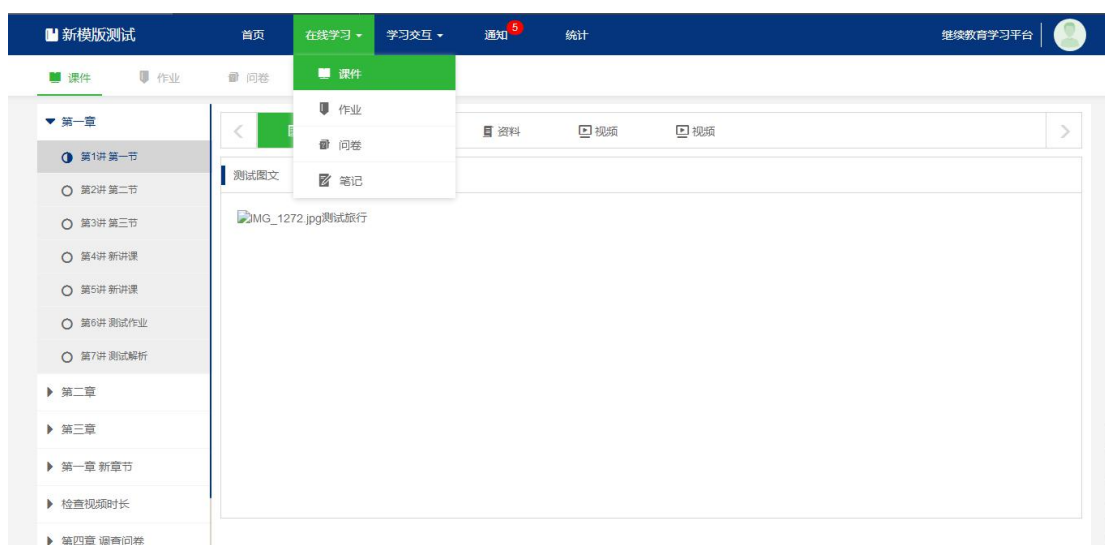 新模版测试
首页 在线学习 学习交互 通知 5 统计 继续教育学习平台
课件 作业 问卷
课件
作业
问卷
笔记
第一章
第1讲 第一节
第2讲 第二节
第3讲 第三节
第4讲 新讲课
第5讲 新讲课
第6讲 测试作业
第7讲 测试解析
第二章
第三章
第一章 新章节
检查视频时长
第四章 调查问卷
资料 视频 视频
测试图文
IMG_1272.jpg测试旅行